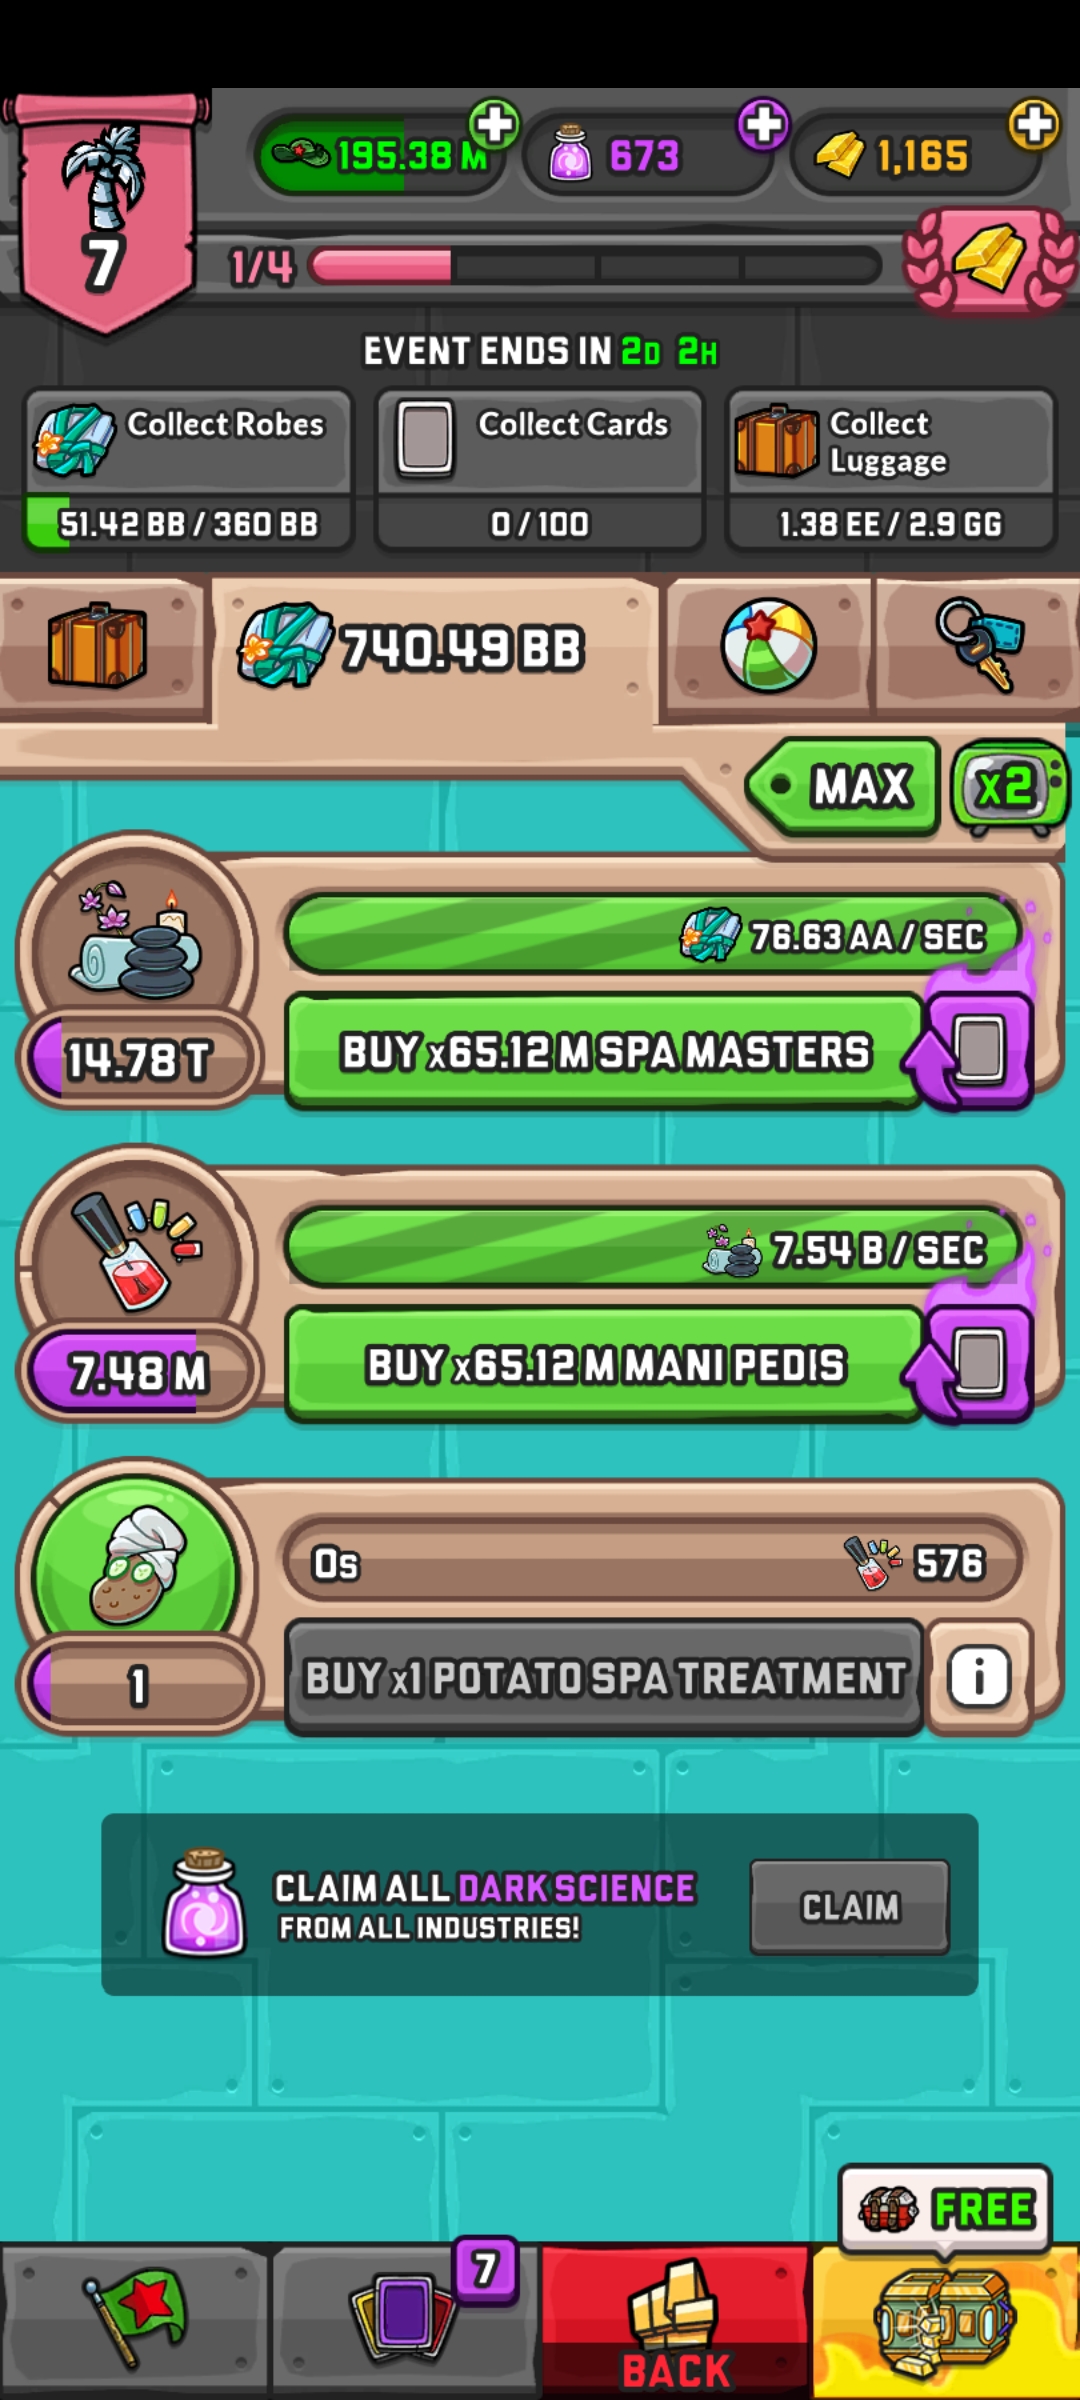 195.38 M
673
1,165
7
1/4
EVENT ENDS IN 2D 2H
Collect Robes
51.42 BB / 360 BB
Collect Cards
0 / 100
Collect
Luggage
1.38 EE / 2.9 GG
740.49 BB
MAX
x2
76.63 AA / SEC
14.78 T
BUY x65.12 M SPA MASTERS
7.54 B / SEC
7.48 M
BUY x65.12 M MANI PEDIS
0s
576
1
BUY x1 POTATO SPA TREATMENT
i
CLAIM ALL DARK SCIENCE
FROM ALL INDUSTRIES!
CLAIM
FREE
7
BACK